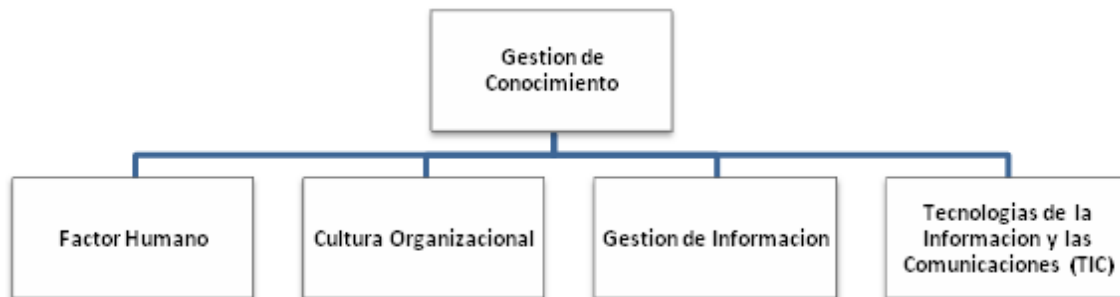 Gestion de
Conocimiento
Factor Humano
Cultura Organizacional
Gestion de Informacion
Tecnologias de la
Informacion y las
Comunicaciones (TIC)